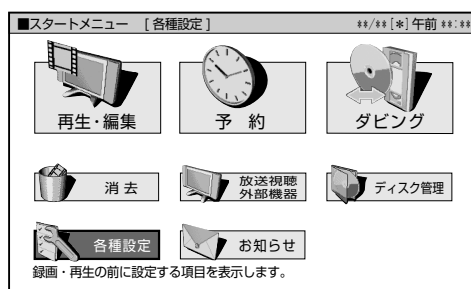 ■スタートメニュー [各種設定] **/**[*]午前**:**
再生・編集
予 約
ダビング
消去
放送視聴
外部機器
ディスク管理
各種設定
お知らせ
録画・再生の前に設定する項目を表示します。